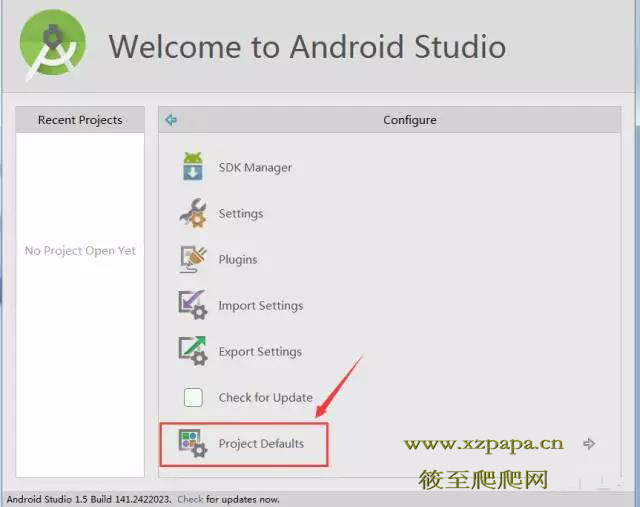 Welcome to Android Studio
Recent Projects
No Project Open Yet
Configure
SDK Manager
Settings
Plugins
Import Settings
Export Settings
Check for Update
Project Defaults
www.xzpapa.cn
筱至爬爬网
Android Studio 1.5 Build 141.2422023. Check for updates now.